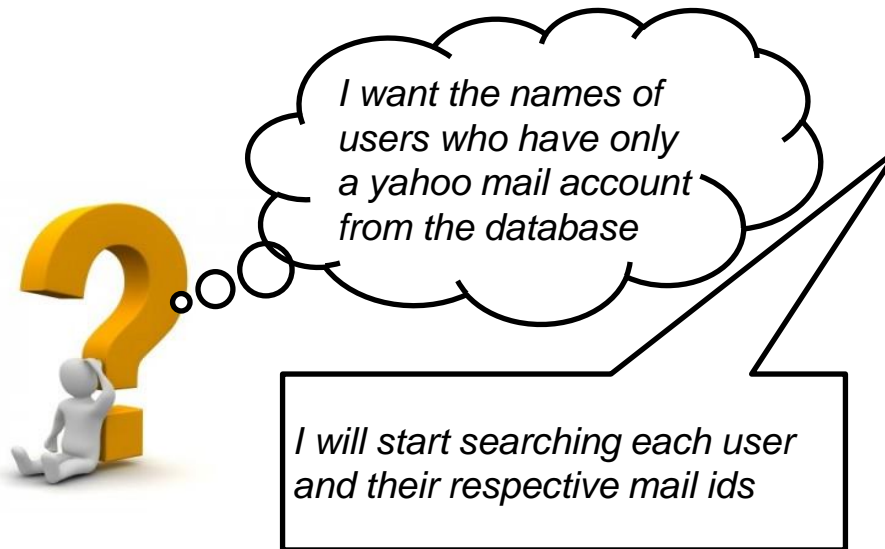 I want the names of
users who have only
a yahoo mail account
from the database
I will start searching each user
and their respective mail ids